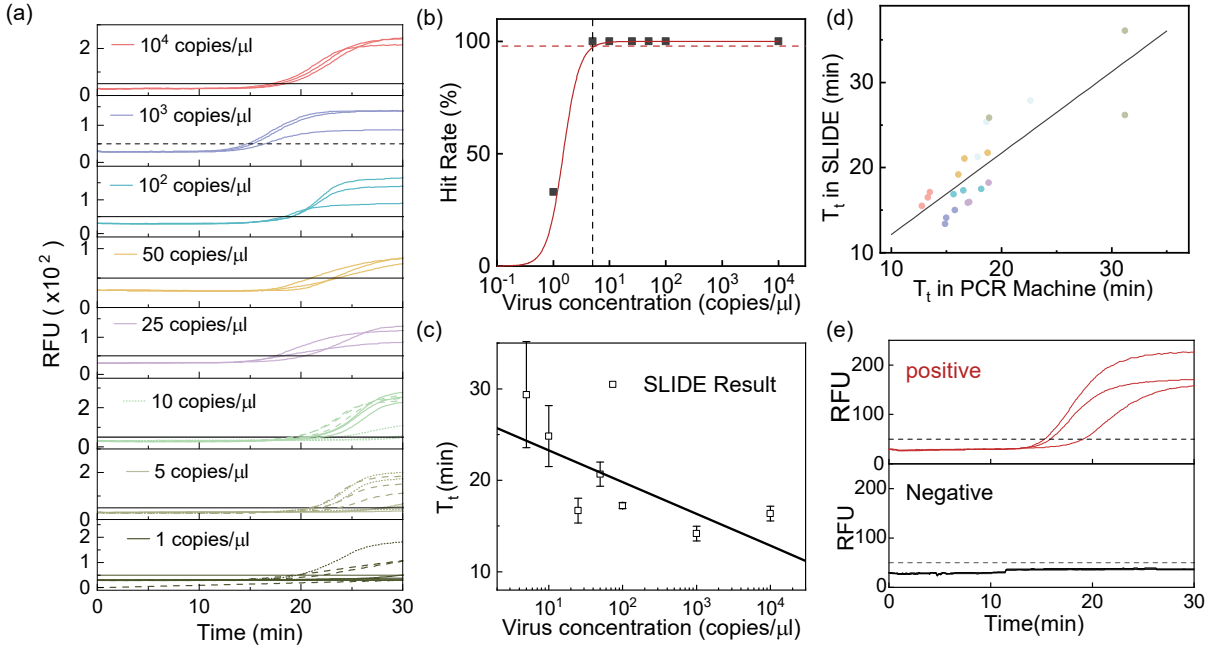 (a)
10⁴ copies/μl
2
0
10³ copies/μl
1
0
10² copies/μl
1
0
50 copies/μl
1
0
25 copies/μl
1
0
10 copies/μl
2
0
5 copies/μl
2
1
0
1 copies/μl
2
1
0
RFU ( x10² )
0 10 20 30
Time (min)
(b)
100
50
0
Hit Rate (%)
10⁻¹ 10⁰ 10¹ 10² 10³ 10⁴
Virus concentration (copies/μl)
(c)
SLIDE Result
30
20
10
Tₜ (min)
10¹ 10² 10³ 10⁴
Virus concentration (copies/μl)
(d)
40
30
20
10
Tₜ in SLIDE (min)
10 20 30
Tₜ in PCR Machine (min)
(e)
positive
200
100
0
RFU
Negative
200
100
0
RFU
0 10 20 30
Time(min)